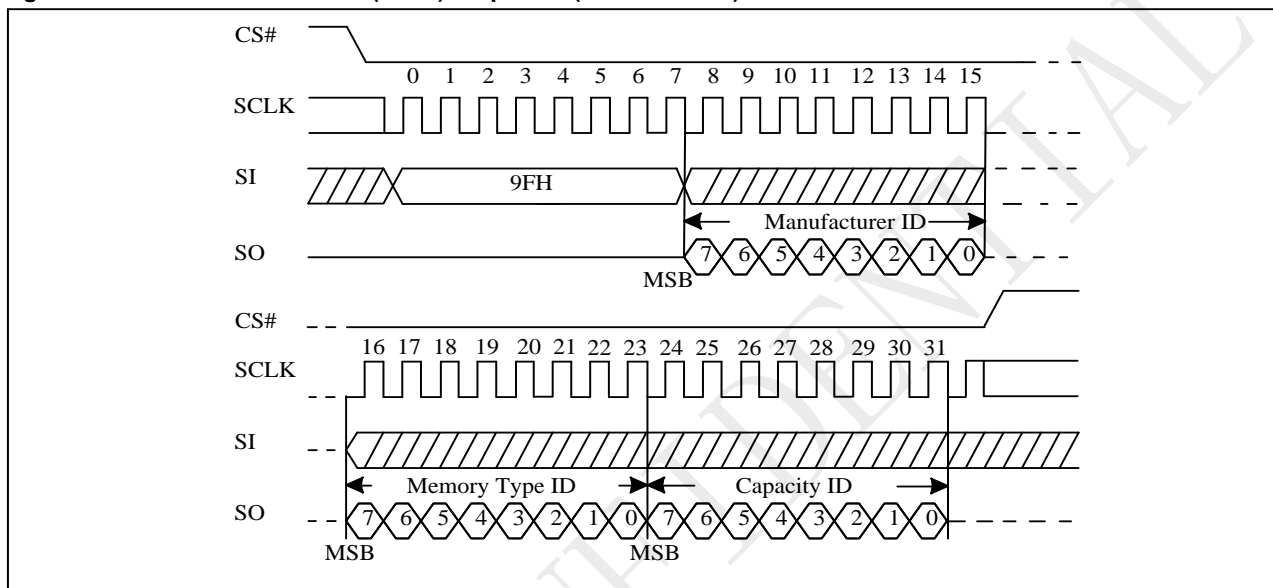 CS#
0 1 2 3 4 5 6 7 8 9 10 11 12 13 14 15
SCLK
SI
9FH
Manufacturer ID
SO
7 6 5 4 3 2 1 0
MSB
CS#
16 17 18 19 20 21 22 23 24 25 26 27 28 29 30 31
SCLK
SI
Memory Type ID Capacity ID
SO
7 6 5 4 3 2 1 0 7 6 5 4 3 2 1 0
MSB MSB